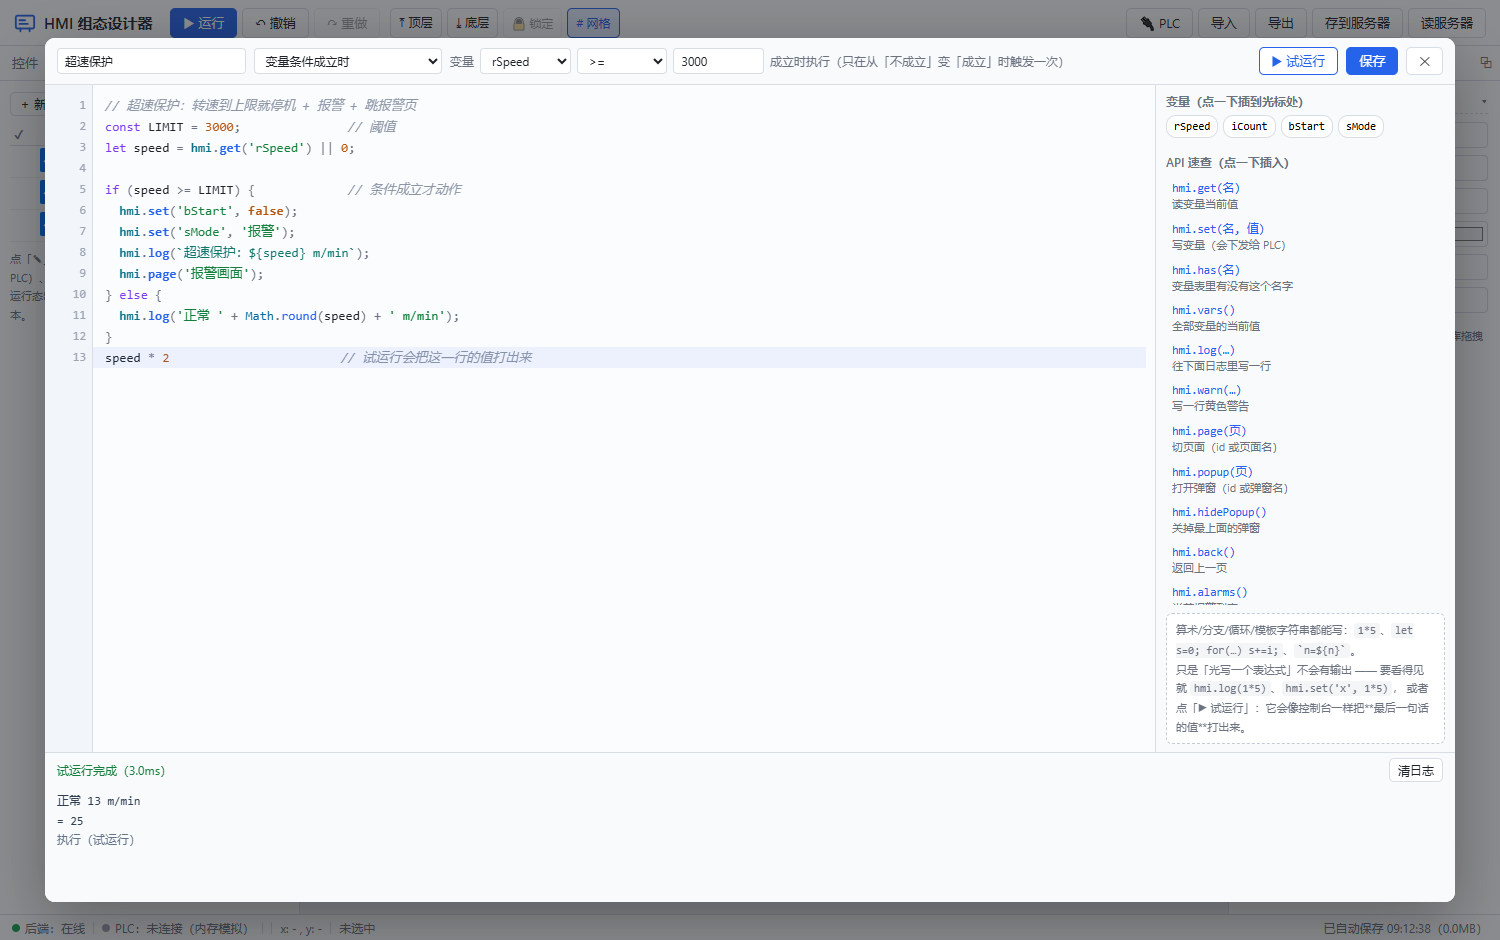 HMI 组态设计器
▶ 运行
↶ 撤销
↷ 重做
⤒ 顶层
⤓ 底层
锁定
# 网格
PLC
导入
导出
存到服务器
读服务器
控件
超速保护
变量条件成立时
变量
rSpeed
>=
3000
成立时执行（只在从「不成立」变「成立」时触发一次）
▶ 试运行
保存
×
1 // 超速保护：转速到上限就停机 + 报警 + 跳报警页
2 const LIMIT = 3000; // 阈值
3 let speed = hmi.get('rSpeed') || 0;
4
5 if (speed >= LIMIT) { // 条件成立才动作
6 hmi.set('bStart', false);
7 hmi.set('sMode', '报警');
8 hmi.log(`超速保护：${speed} m/min`);
9 hmi.page('报警画面');
10 } else {
11 hmi.log('正常 ' + Math.round(speed) + ' m/min');
12 }
13 speed * 2 // 试运行会把这一行的值打出来
变量（点一下插到光标处）
rSpeed iCount bStart sMode
API 速查（点一下插入）
hmi.get(名)
读变量当前值
hmi.set(名, 值)
写变量（会下发给 PLC）
hmi.has(名)
变量表里有没有这个名字
hmi.vars()
全部变量的当前值
hmi.log(…)
往下面日志里写一行
hmi.warn(…)
写一行黄色警告
hmi.page(页)
切页面（id 或页面名）
hmi.popup(页)
打开弹窗（id 或弹窗名）
hmi.hidePopup()
关掉最上面的弹窗
hmi.back()
返回上一页
hmi.alarms()
算术/分支/循环/模板字符串都能写：1*5、let
s=0; for(…) s+=i;、`n=${n}`。
只是「光写一个表达式」不会有输出 —— 要看得见
就 hmi.log(1*5)、hmi.set('x', 1*5)，或者
点「▶ 试运行」：它会像控制台一样把**最后一句话
的值**打出来。
+ 新
✓
点「✎
PLC），
运行态
本。
库拖拽
试运行完成（3.0ms）
清日志
正常 13 m/min
= 25
执行（试运行）
后端：在线
PLC：未连接（内存模拟）
x: - , y: -
未选中
已自动保存 09:12:38（0.0MB）